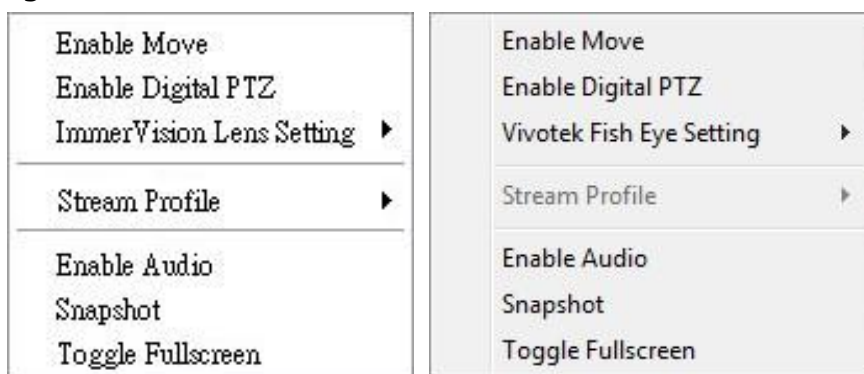 Enable Move
Enable Digital PTZ
ImmerVision Lens Setting
Stream Profile
Enable Audio
Snapshot
Toggle Fullscreen
Enable Move
Enable Digital PTZ
Vivotek Fish Eye Setting
Stream Profile
Enable Audio
Snapshot
Toggle Fullscreen